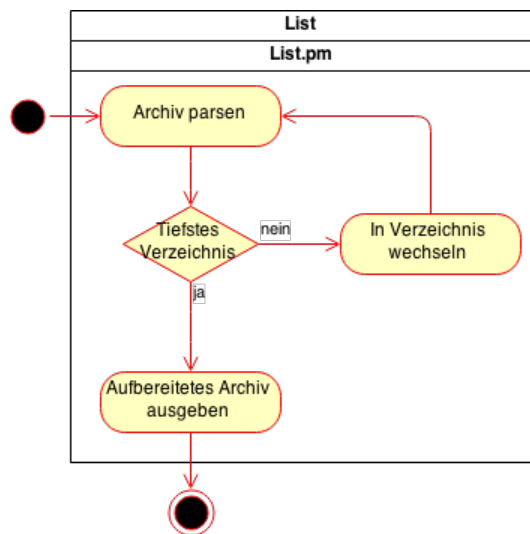 List
List.pm
Archiv parsen
Tiefstes
Verzeichnis
nein
In Verzeichnis
wechseln
ja
Aufbereitetes Archiv
ausgeben